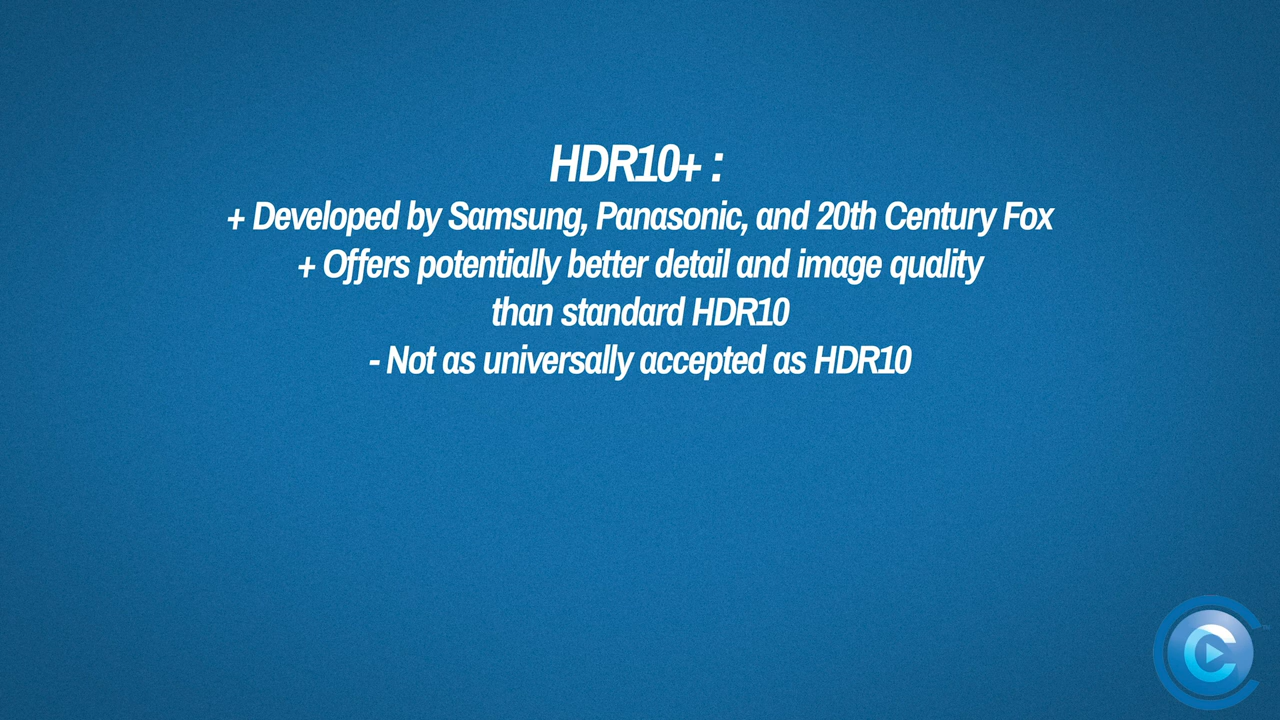 HDR10+ :
+ Developed by Samsung, Panasonic, and 20th Century Fox
+ Offers potentially better detail and image quality
than standard HDR10
- Not as universally accepted as HDR10